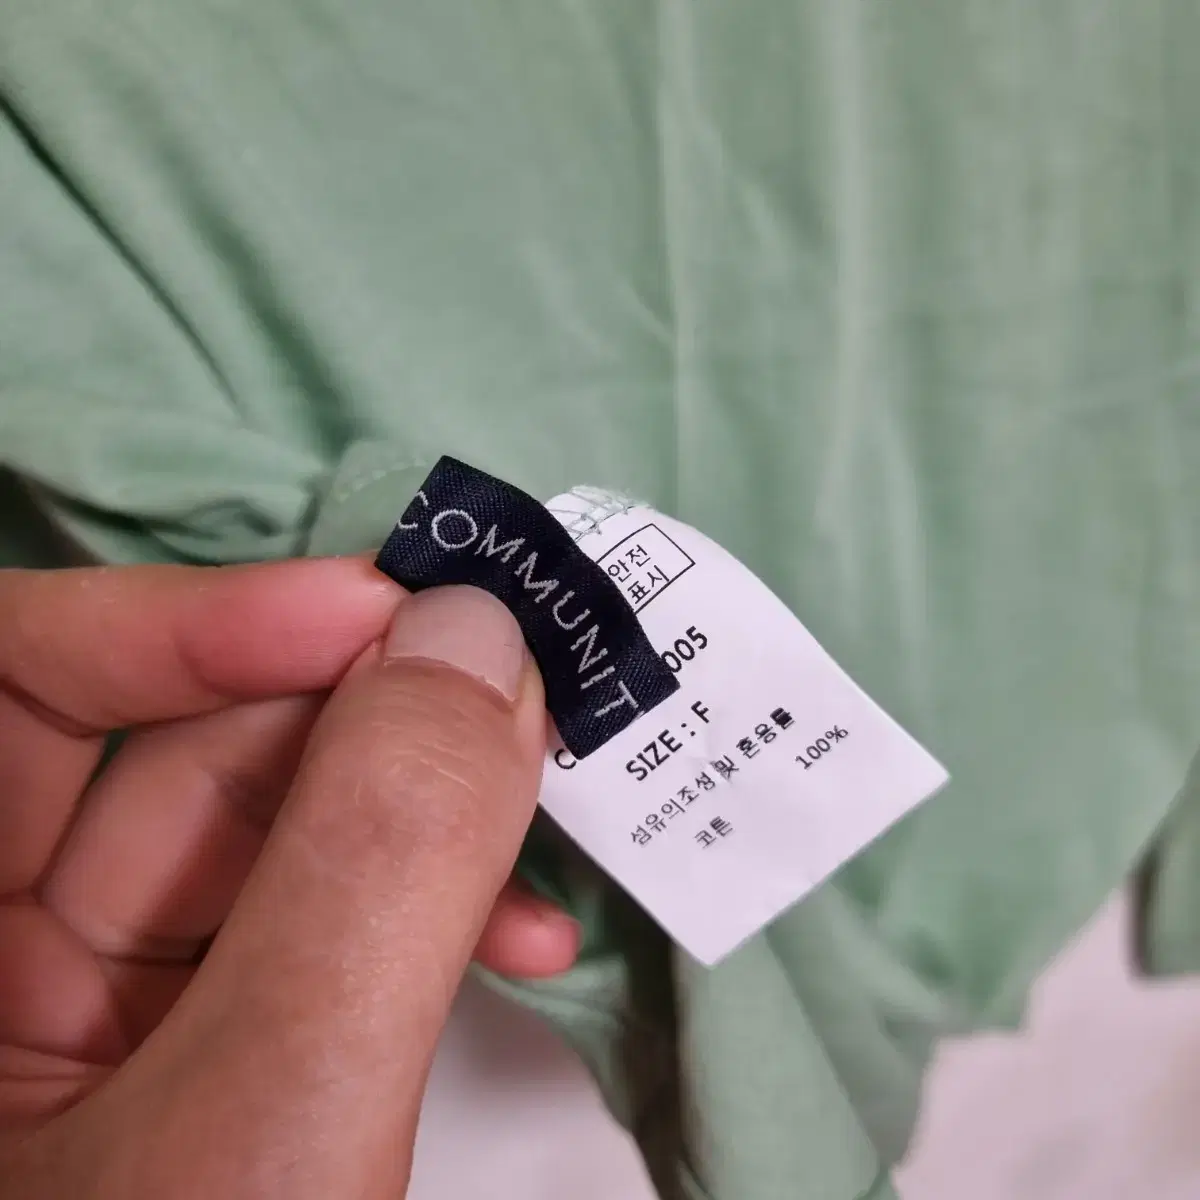 COMMUNIT
안전
표시
005
SIZE : F
섬유의조성 및 혼용률
코튼 100%